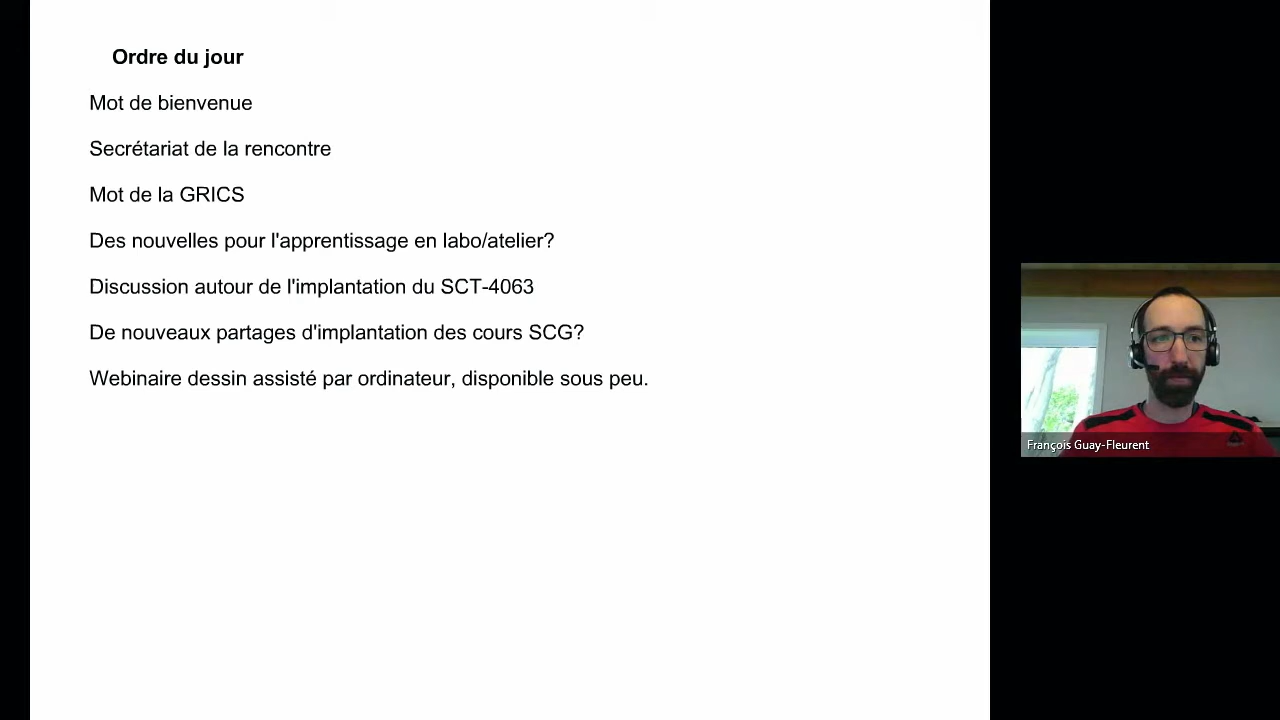 Ordre du jour
Mot de bienvenue
Secrétariat de la rencontre
Mot de la GRICS
Des nouvelles pour l'apprentissage en labo/atelier?
Discussion autour de l'implantation du SCT-4063
De nouveaux partages d'implantation des cours SCG?
Webinaire dessin assisté par ordinateur, disponible sous peu.
François Guay-Fleurent